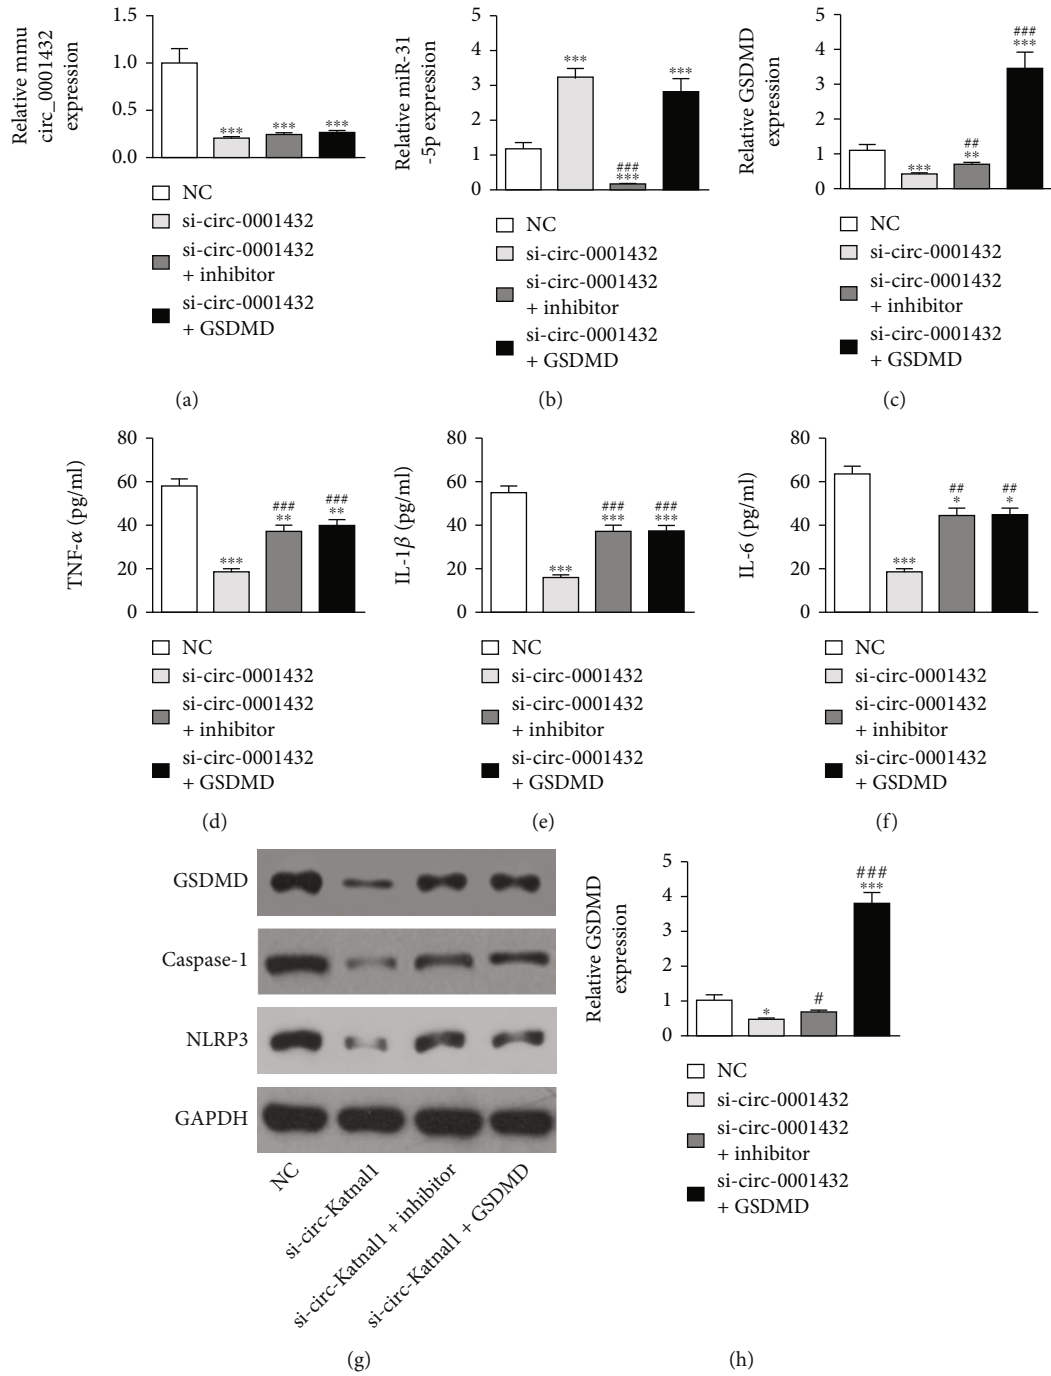 Relative mmu
circ_0001432
expression
1.5
1.0
0.5
0.0
***
***
***
NC
si-circ-0001432
si-circ-0001432
+ inhibitor
si-circ-0001432
+ GSDMD
(a)
Relative miR-31
-5p expression
5
4
3
2
1
0
***
###
***
***
NC
si-circ-0001432
si-circ-0001432
+ inhibitor
si-circ-0001432
+ GSDMD
(b)
Relative GSDMD
expression
5
4
3
2
1
0
***
##
**
###
***
NC
si-circ-0001432
si-circ-0001432
+ inhibitor
si-circ-0001432
+ GSDMD
(c)
TNF-α (pg/ml)
80
60
40
20
0
***
###
**
###
**
NC
si-circ-0001432
si-circ-0001432
+ inhibitor
si-circ-0001432
+ GSDMD
(d)
IL-1β (pg/ml)
80
60
40
20
0
***
###
***
###
***
NC
si-circ-0001432
si-circ-0001432
+ inhibitor
si-circ-0001432
+ GSDMD
(e)
IL-6 (pg/ml)
80
60
40
20
0
***
##
*
##
*
NC
si-circ-0001432
si-circ-0001432
+ inhibitor
si-circ-0001432
+ GSDMD
(f)
GSDMD
Caspase-1
NLRP3
GAPDH
NC
si-circ-Katnal1
si-circ-Katnal1 + inhibitor
si-circ-Katnal1 + GSDMD
(g)
Relative GSDMD
expression
5
4
3
2
1
0
*
#
###
***
NC
si-circ-0001432
si-circ-0001432
+ inhibitor
si-circ-0001432
+ GSDMD
(h)